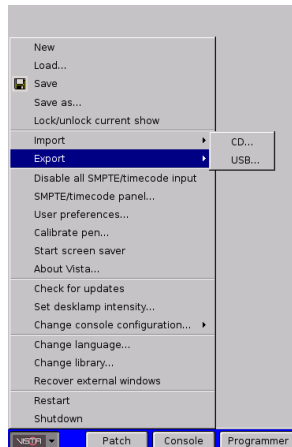 New
Load...
Save
Save as...
Lock/unlock current show
Import
CD...
Export
USB...
Disable all SMPTE/timecode input
SMPTE/timecode panel...
User preferences...
Calibrate pen...
Start screen saver
About Vista...
Check for updates
Set desklamp intensity...
Change console configuration...
Change language...
Change library...
Recover external windows
Restart
Shutdown
VISTA Patch Console Programmer